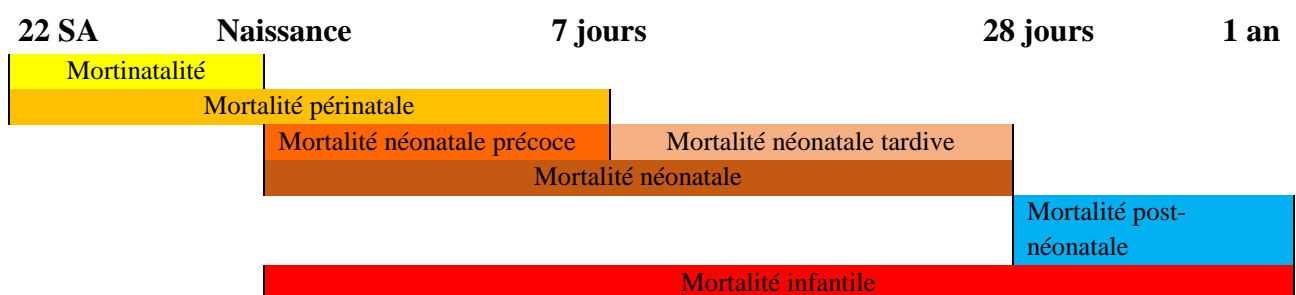 22 SA Naissance 7 jours 28 jours 1 an
Mortinatalité
Mortalité périnatale
Mortalité néonatale précoce Mortalité néonatale tardive
Mortalité néonatale
Mortalité post-
néonatale
Mortalité infantile